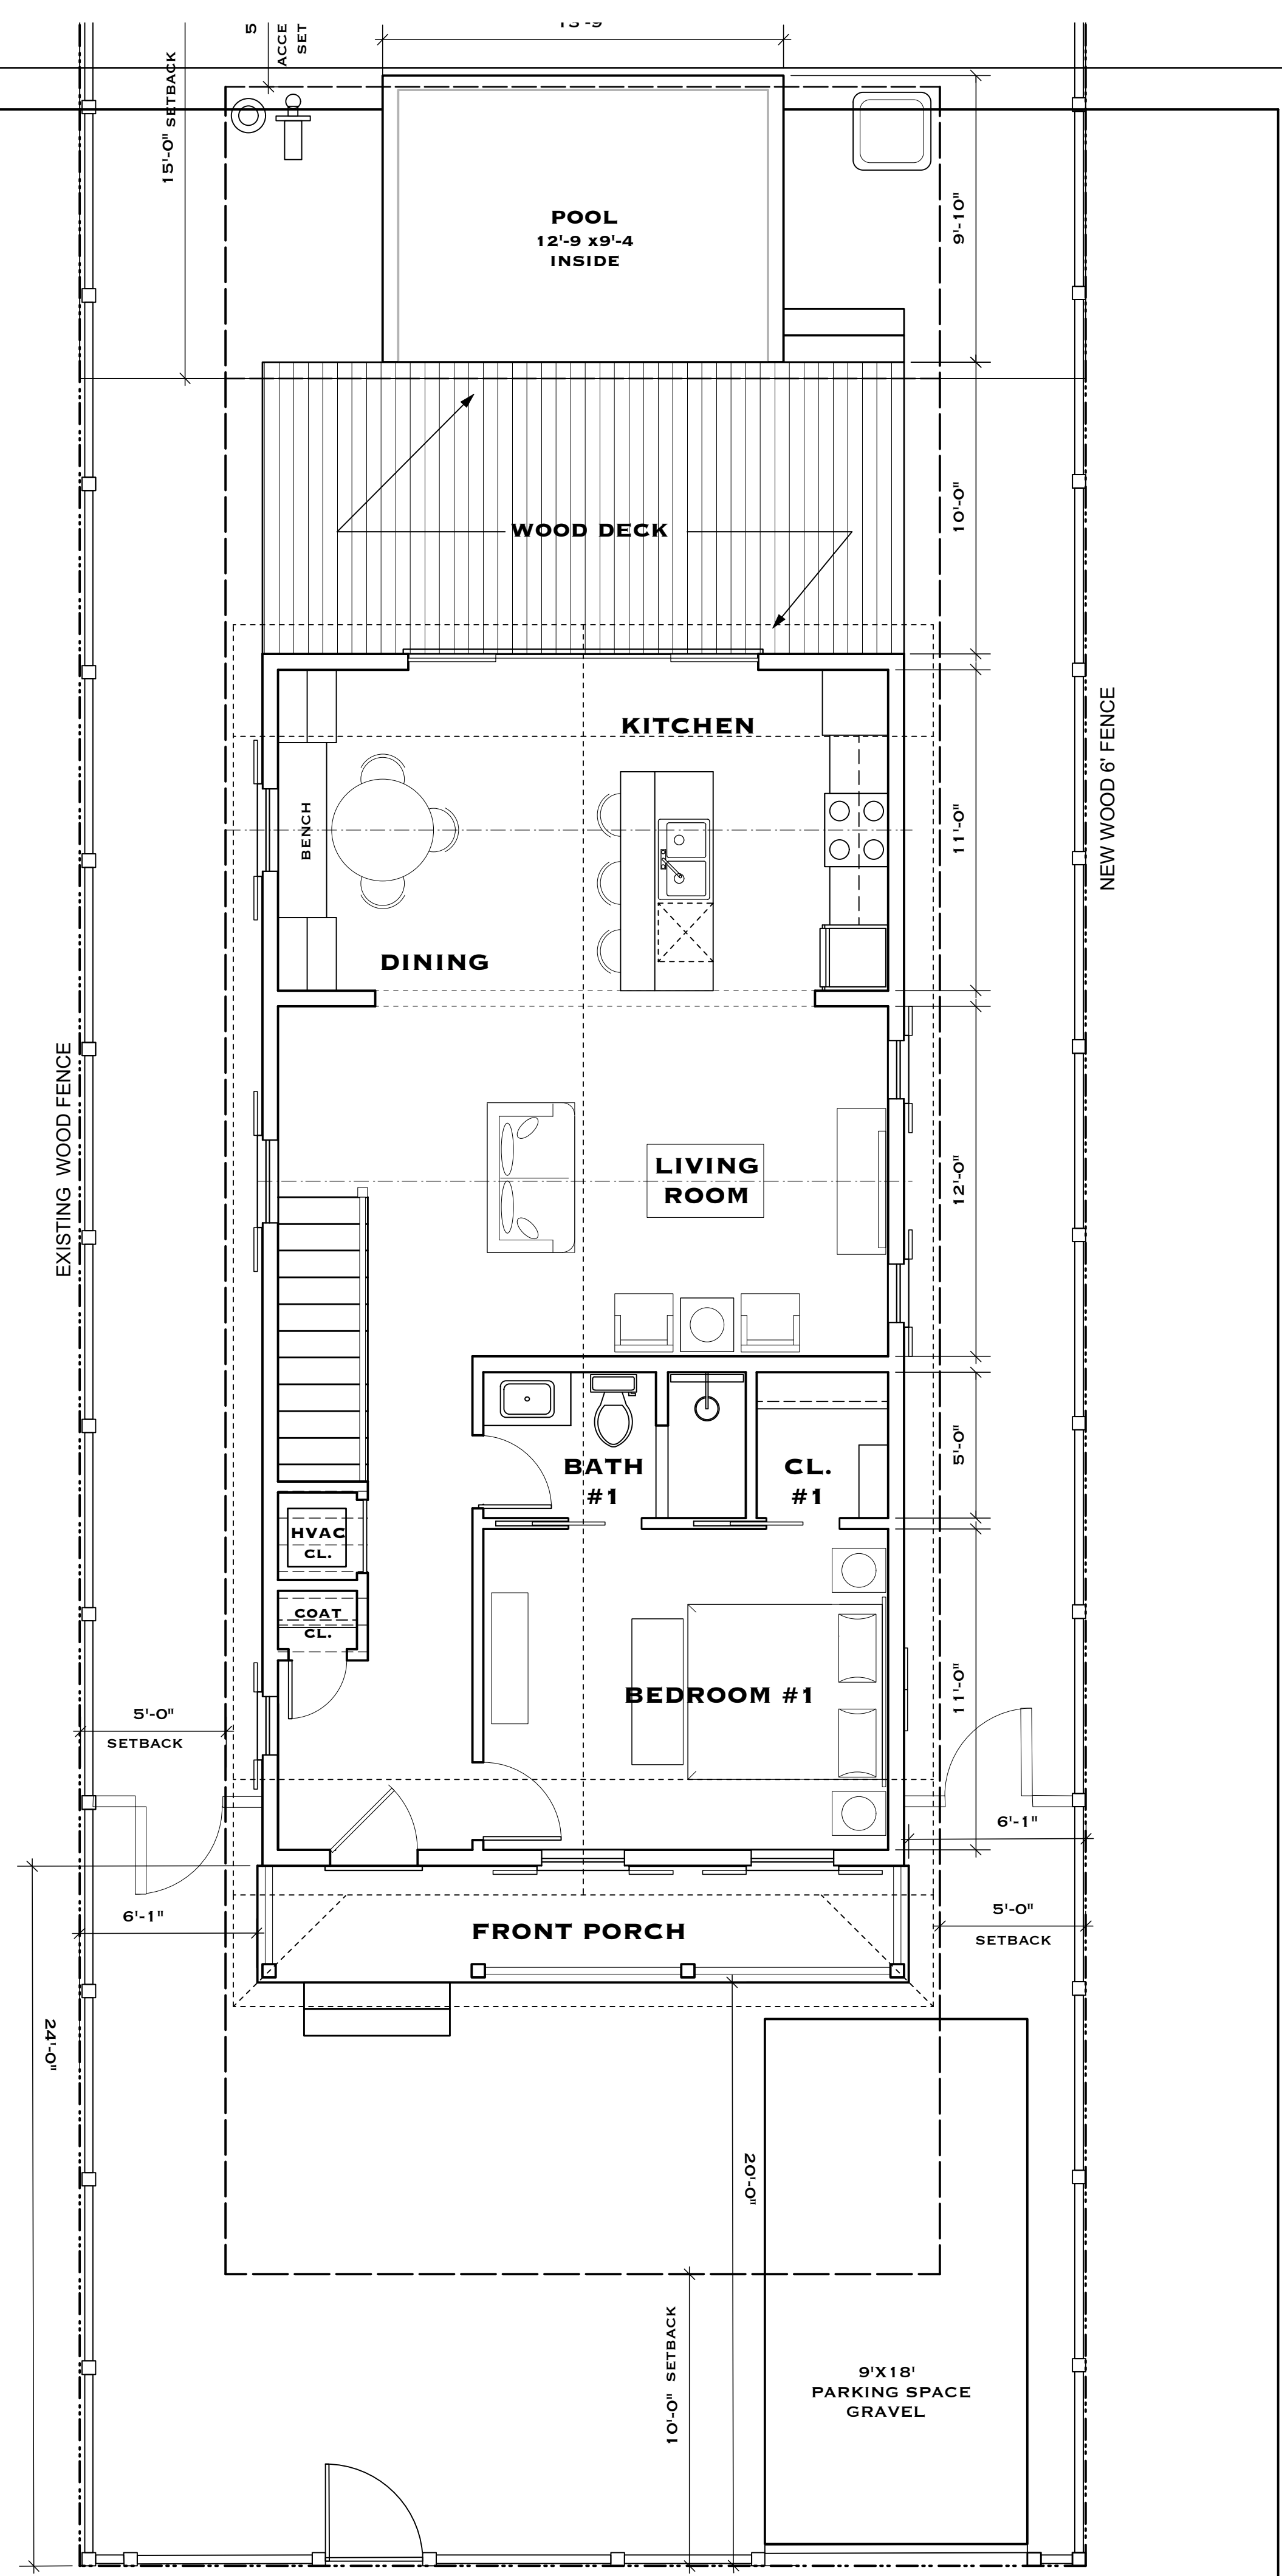 5
ACCE
SET
13'-9
15'-0" SETBACK
POOL
12'-9 x9'-4
INSIDE
9'-10"
WOOD DECK
10'-0"
KITCHEN
NEW WOOD 6' FENCE
BENCH
11'-0"
DINING
EXISTING WOOD FENCE
LIVING
ROOM
12'-0"
BATH
#1
CL.
#1
5'-0"
HVAC
CL.
COAT
CL.
BEDROOM #1
11'-0"
5'-0"
SETBACK
6'-1"
6'-1"
FRONT PORCH
5'-0"
SETBACK
24'-0"
20'-0"
10'-0" SETBACK
9'X18'
PARKING SPACE
GRAVEL